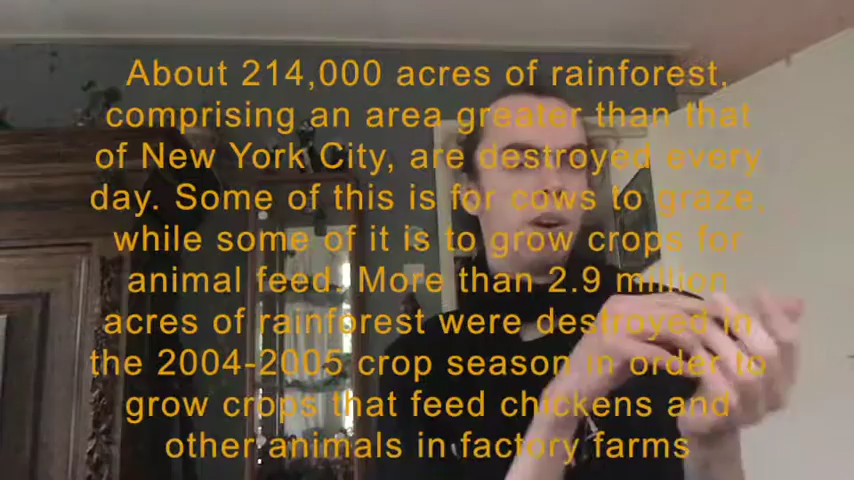 About 214,000 acres of rainforest,
comprising an area greater than that
of New York City, are destroyed every
day. Some of this is for cows to graze,
while some of it is to grow crops for
animal feed. More than 2.9 million
acres of rainforest were destroyed in
the 2004-2005 crop season in order to
grow crops that feed chickens and
other animals in factory farms